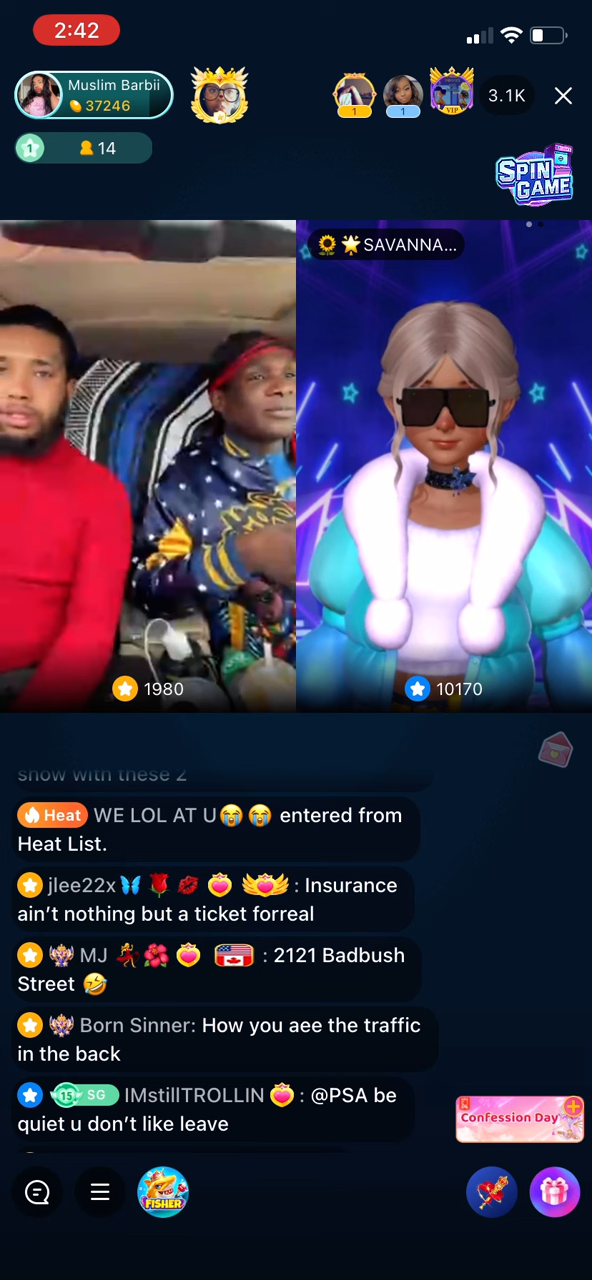 2:42
Muslim Barbii
37246
1
1
VIP
3.1K
1
14
SPIN
GAME
🌻 🌟SAVANNA...
1980
10170
show with these 2
Heat WE LOL AT U😭😭 entered from
Heat List.
jlee22x🦋🌹💋 : Insurance
ain't nothing but a ticket forreal
MJ 💃🌺 : 2121 Badbush
Street 🤣
Born Sinner: How you aee the traffic
in the back
15 SG IMstillTROLLIN : @PSA be
quiet u don't like leave
Confession Day
FISHER